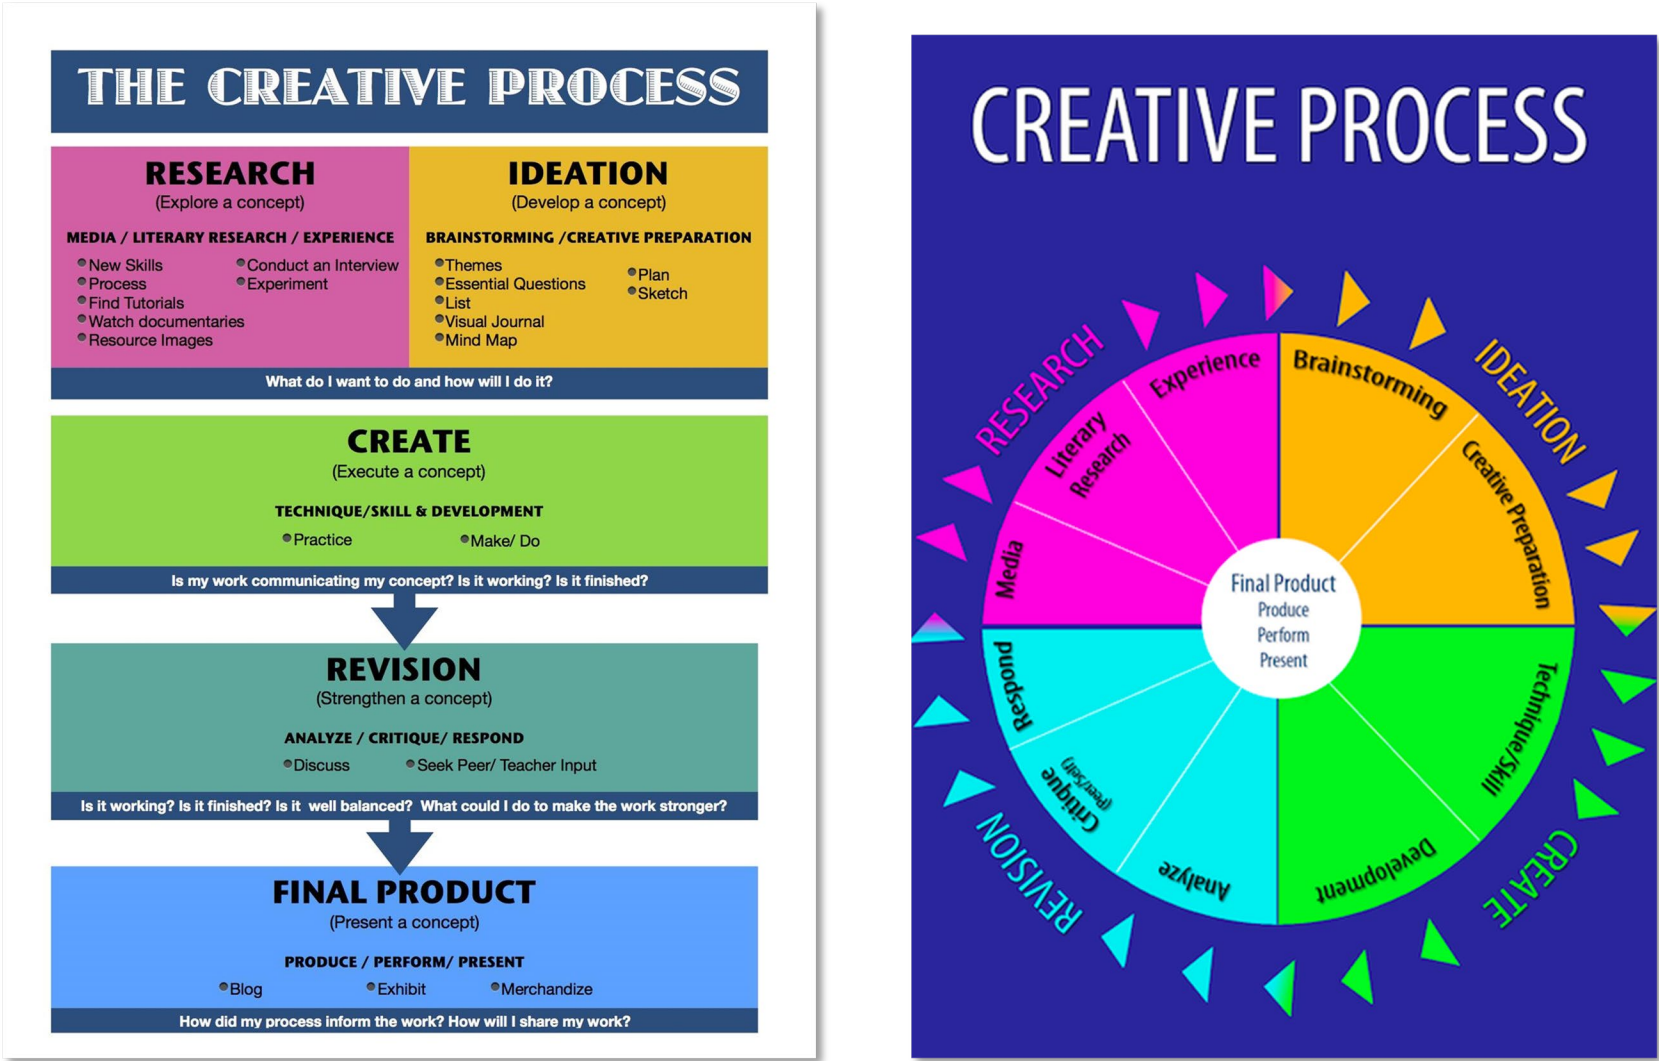 THE CREATIVE PROCESS
RESEARCH
(Explore a concept)
MEDIA / LITERARY RESEARCH / EXPERIENCE
New Skills
Process
Find Tutorials
Watch documentaries
Resource Images
Conduct an Interview
Experiment
IDEATION
(Develop a concept)
BRAINSTORMING /CREATIVE PREPARATION
Themes
Essential Questions
List
Visual Journal
Mind Map
Plan
Sketch
What do I want to do and how will I do it?
CREATE
(Execute a concept)
TECHNIQUE/SKILL & DEVELOPMENT
Practice
Make/ Do
Is my work communicating my concept? Is it working? Is it finished?
REVISION
(Strengthen a concept)
ANALYZE / CRITIQUE/ RESPOND
Discuss
Seek Peer/ Teacher Input
Is it working? Is it finished? Is it well balanced? What could I do to make the work stronger?
FINAL PRODUCT
(Present a concept)
PRODUCE / PERFORM/ PRESENT
Blog
Exhibit
Merchandize
How did my process inform the work? How will I share my work?
CREATIVE PROCESS
RESEARCH
Media
Literary
Research
Experience
IDEATION
Brainstorming
Creative Preparation
CREATE
Technique/Skill
Development
REVISION
Analyze
Critique
(Peer/Self)
Respond
Final Product
Produce
Perform
Present